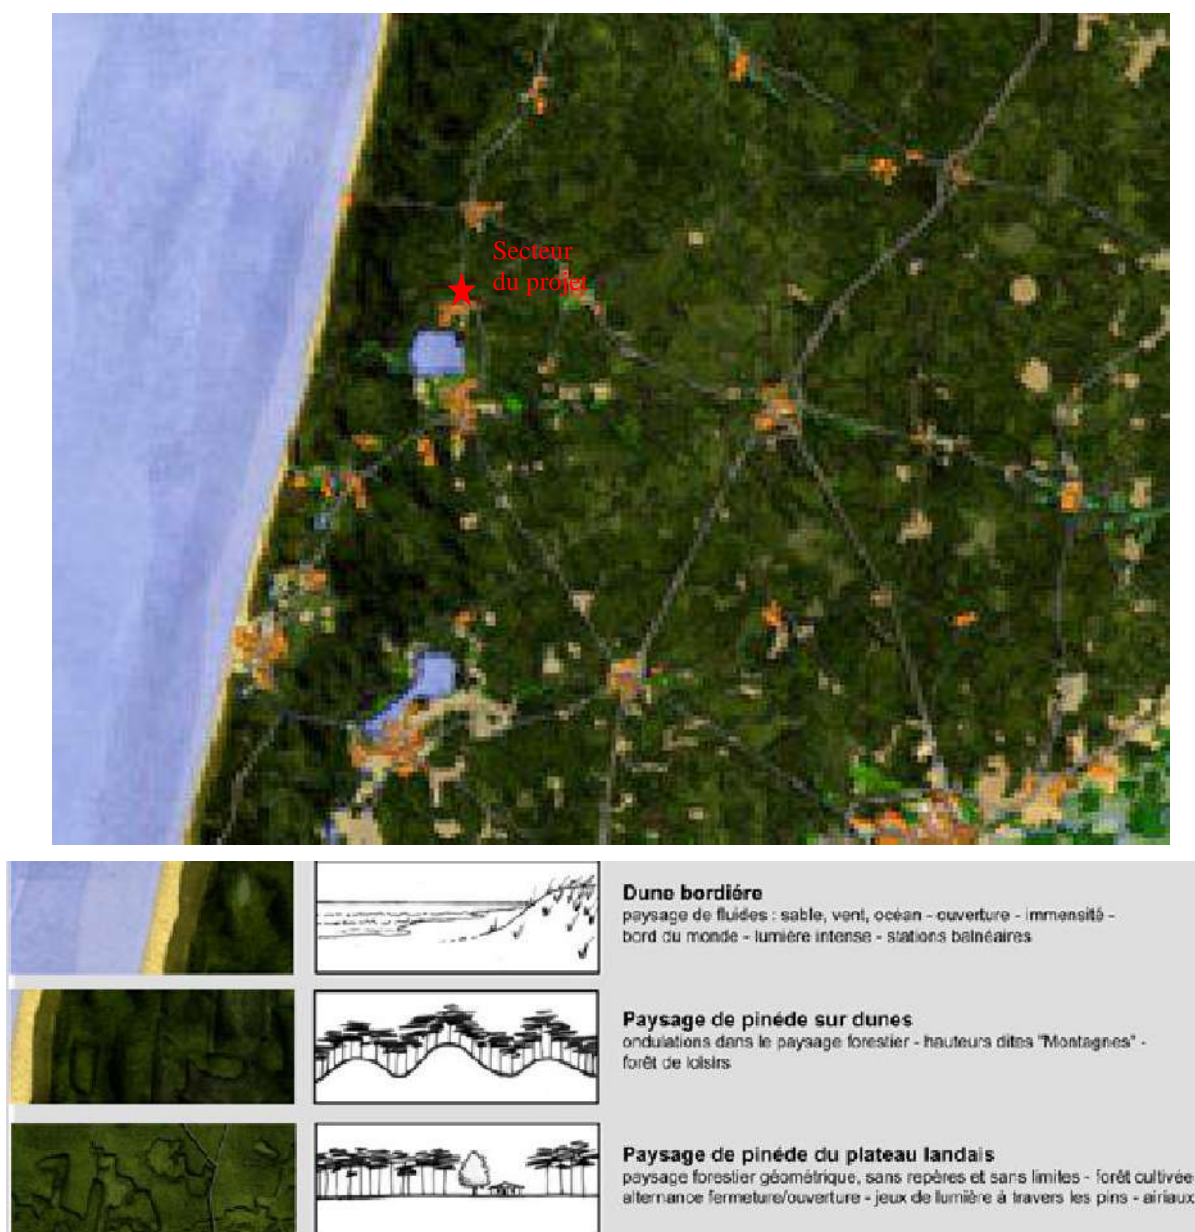 Secteur
du projet
Dune bordiére
paysage de fluides : sable, vent, océan - ouverture - immensité -
bord du monde - lumière intense - stations balnéaires
Paysage de pinéde sur dunes
ondulations dans le paysage forestier - hauteurs dites "Montagnes" -
forêt de loisirs
Paysage de pinéde du plateau landais
paysage forestier géométrique, sans repères et sans limites - forêt cultivée
alternance fermeture/ouverture - jeux de lumière à travers les pins - airiaux